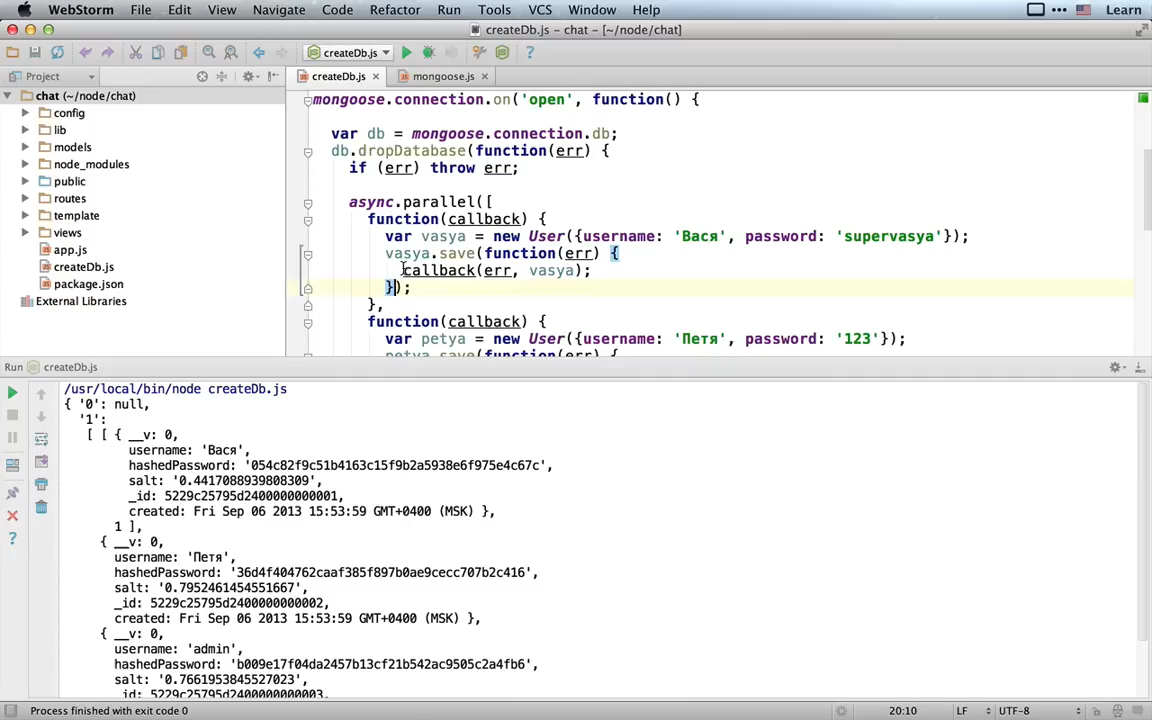 WebStorm File Edit View Navigate Code Refactor Run Tools VCS Window Help Learn
createDb.js – chat – [~/node/chat]
createDb.js
Project createDb.js mongoose.js
chat (~/node/chat)
config
lib
models
node_modules
public
routes
template
views
app.js
createDb.js
package.json
External Libraries
mongoose.connection.on('open', function() {
var db = mongoose.connection.db;
db.dropDatabase(function(err) {
if (err) throw err;
async.parallel([
function(callback) {
var vasya = new User({username: 'Вася', password: 'supervasya'});
vasya.save(function(err) {
callback(err, vasya);
});
},
function(callback) {
var petya = new User({username: 'Петя', password: '123'});
petya.save(function(err) {
Run createDb.js
/usr/local/bin/node createDb.js
{ '0': null,
'1':
[ [ { __v: 0,
username: 'Вася',
hashedPassword: '054c82f9c51b4163c15f9b2a5938e6f975e4c67c',
salt: '0.4417088939808309',
_id: 5229c25795d2400000000001,
created: Fri Sep 06 2013 15:53:59 GMT+0400 (MSK) },
1 ],
{ __v: 0,
username: 'Петя',
hashedPassword: '36d4f404762caaf385f897b0ae9cecc707b2c416',
salt: '0.7952461454551667',
_id: 5229c25795d2400000000002,
created: Fri Sep 06 2013 15:53:59 GMT+0400 (MSK) },
{ __v: 0,
username: 'admin',
hashedPassword: 'b009e17f04da2457b13cf21b542ac9505c2a4fb6',
salt: '0.7661953845527023',
_id: 5229c25795d2400000000003,
Process finished with exit code 0 20:10 LF UTF-8